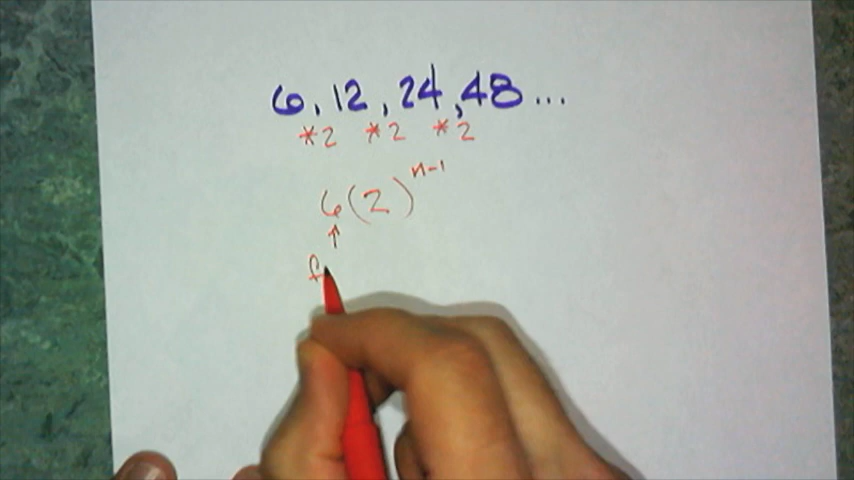 6, 12, 24, 48...
*2 *2 *2
6(2)^n-1
↑
f